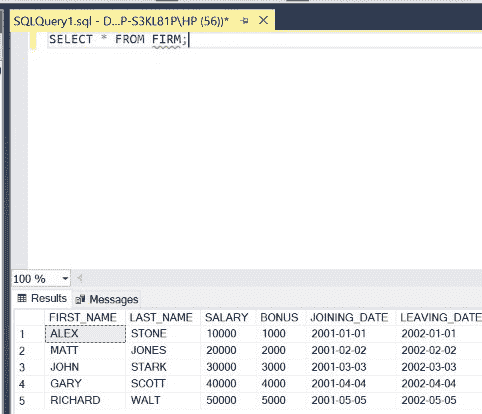 SQLQuery1.sql - D...P-S3KL81P\HP (56))*
SELECT * FROM FIRM;
100 %
Results Messages
FIRST_NAME LAST_NAME SALARY BONUS JOINING_DATE LEAVING_DATE
1 ALEX STONE 10000 1000 2001-01-01 2002-01-01
2 MATT JONES 20000 2000 2001-02-02 2002-02-02
3 JOHN STARK 30000 3000 2001-03-03 2002-03-03
4 GARY SCOTT 40000 4000 2001-04-04 2002-04-04
5 RICHARD WALT 50000 5000 2001-05-05 2002-05-05